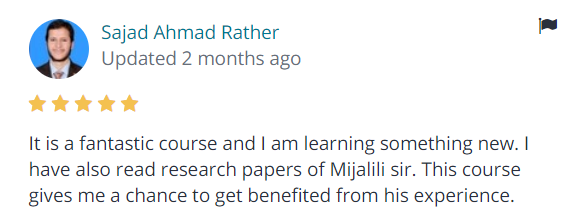 Sajad Ahmad Rather
Updated 2 months ago
It is a fantastic course and I am learning something new. I
have also read research papers of Mijalili sir. This course
gives me a chance to get benefited from his experience.